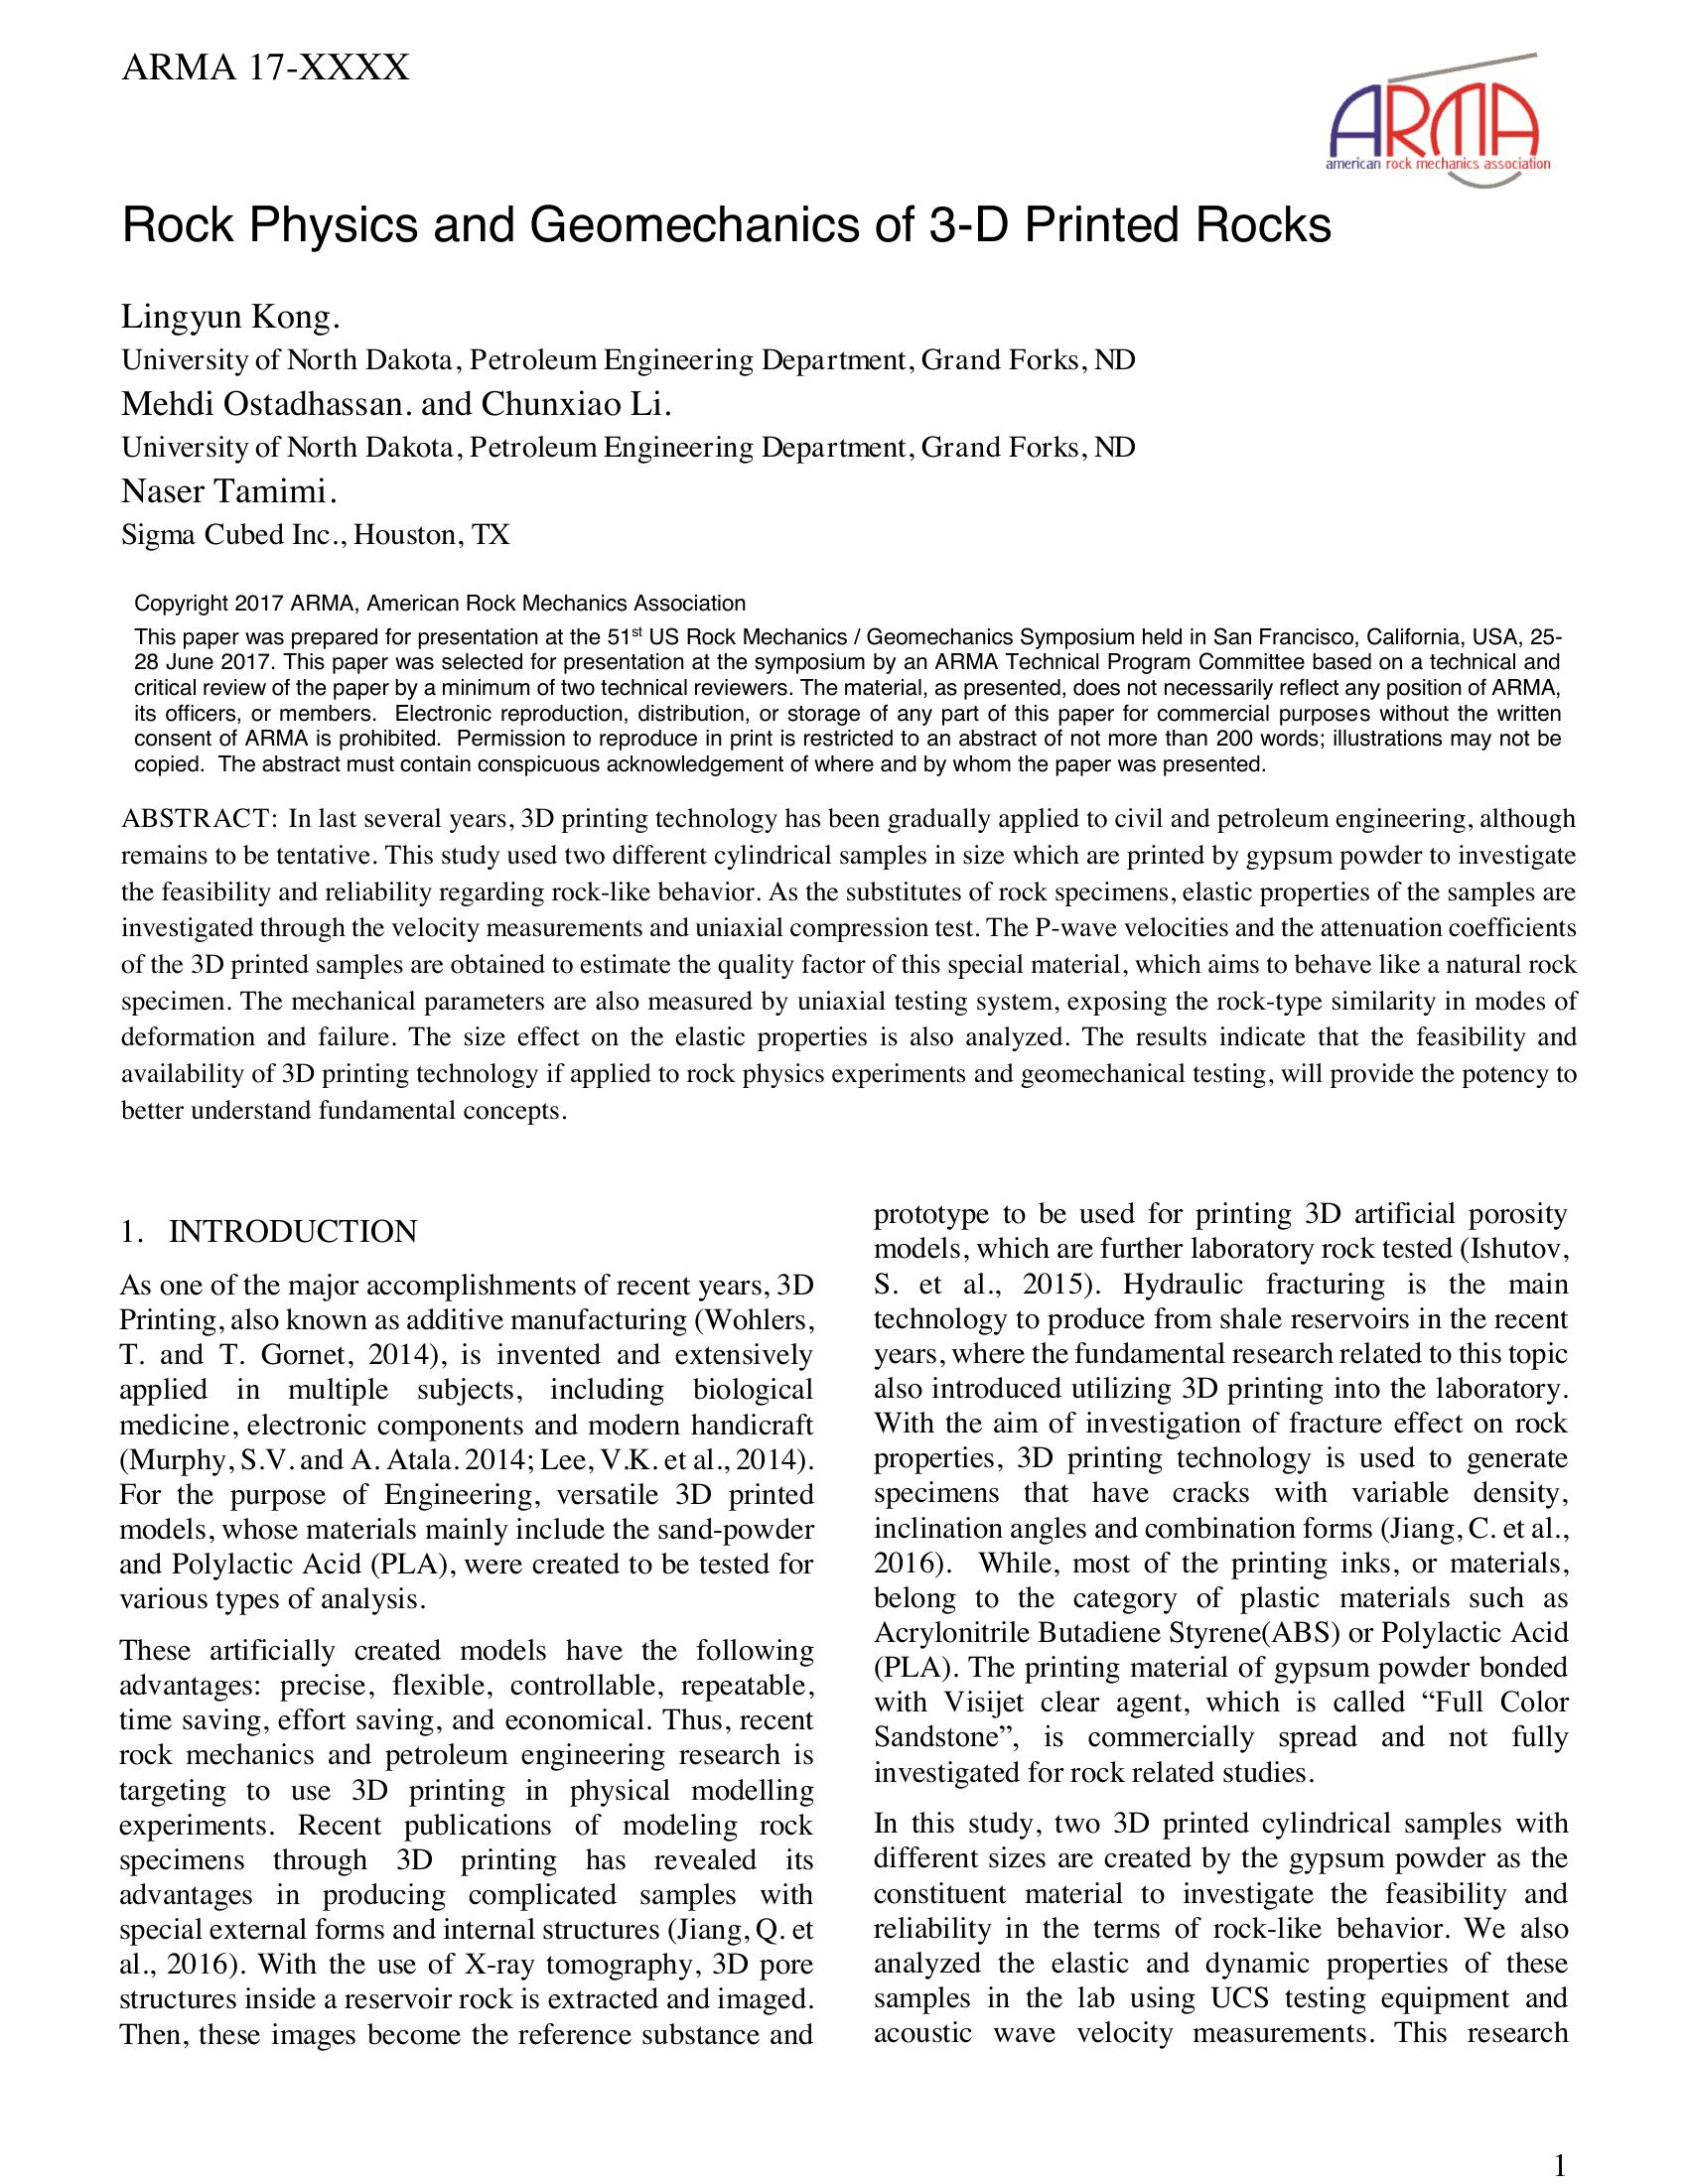 ARMA 17-XXXX
ARMA
american rock mechanics association
Rock Physics and Geomechanics of 3-D Printed Rocks
Lingyun Kong.
University of North Dakota, Petroleum Engineering Department, Grand Forks, ND
Mehdi Ostadhassan. and Chunxiao Li.
University of North Dakota, Petroleum Engineering Department, Grand Forks, ND
Naser Tamimi.
Sigma Cubed Inc., Houston, TX
Copyright 2017 ARMA, American Rock Mechanics Association
This paper was prepared for presentation at the 51st US Rock Mechanics / Geomechanics Symposium held in San Francisco, California, USA, 25-
28 June 2017. This paper was selected for presentation at the symposium by an ARMA Technical Program Committee based on a technical and
critical review of the paper by a minimum of two technical reviewers. The material, as presented, does not necessarily reflect any position of ARMA,
its officers, or members. Electronic reproduction, distribution, or storage of any part of this paper for commercial purposes without the written
consent of ARMA is prohibited. Permission to reproduce in print is restricted to an abstract of not more than 200 words; illustrations may not be
copied. The abstract must contain conspicuous acknowledgement of where and by whom the paper was presented.
ABSTRACT: In last several years, 3D printing technology has been gradually applied to civil and petroleum engineering, although
remains to be tentative. This study used two different cylindrical samples in size which are printed by gypsum powder to investigate
the feasibility and reliability regarding rock-like behavior. As the substitutes of rock specimens, elastic properties of the samples are
investigated through the velocity measurements and uniaxial compression test. The P-wave velocities and the attenuation coefficients
of the 3D printed samples are obtained to estimate the quality factor of this special material, which aims to behave like a natural rock
specimen. The mechanical parameters are also measured by uniaxial testing system, exposing the rock-type similarity in modes of
deformation and failure. The size effect on the elastic properties is also analyzed. The results indicate that the feasibility and
availability of 3D printing technology if applied to rock physics experiments and geomechanical testing, will provide the potency to
better understand fundamental concepts.
1. INTRODUCTION
As one of the major accomplishments of recent years, 3D
Printing, also known as additive manufacturing (Wohlers,
T. and T. Gornet, 2014), is invented and extensively
applied in multiple subjects, including biological
medicine, electronic components and modern handicraft
(Murphy, S.V. and A. Atala. 2014; Lee, V.K. et al., 2014).
For the purpose of Engineering, versatile 3D printed
models, whose materials mainly include the sand-powder
and Polylactic Acid (PLA), were created to be tested for
various types of analysis.
These artificially created models have the following
advantages: precise, flexible, controllable, repeatable,
time saving, effort saving, and economical. Thus, recent
rock mechanics and petroleum engineering research is
targeting to use 3D printing in physical modelling
experiments. Recent publications of modeling rock
specimens through 3D printing has revealed its
advantages in producing complicated samples with
special external forms and internal structures (Jiang, Q. et
al., 2016). With the use of X-ray tomography, 3D pore
structures inside a reservoir rock is extracted and imaged.
Then, these images become the reference substance and
prototype to be used for printing 3D artificial porosity
models, which are further laboratory rock tested (Ishutov,
S. et al., 2015). Hydraulic fracturing is the main
technology to produce from shale reservoirs in the recent
years, where the fundamental research related to this topic
also introduced utilizing 3D printing into the laboratory.
With the aim of investigation of fracture effect on rock
properties, 3D printing technology is used to generate
specimens that have cracks with variable density,
inclination angles and combination forms (Jiang, C. et al.,
2016). While, most of the printing inks, or materials,
belong to the category of plastic materials such as
Acrylonitrile Butadiene Styrene(ABS) or Polylactic Acid
(PLA). The printing material of gypsum powder bonded
with Visijet clear agent, which is called “Full Color
Sandstone”, is commercially spread and not fully
investigated for rock related studies.
In this study, two 3D printed cylindrical samples with
different sizes are created by the gypsum powder as the
constituent material to investigate the feasibility and
reliability in the terms of rock-like behavior. We also
analyzed the elastic and dynamic properties of these
samples in the lab using UCS testing equipment and
acoustic wave velocity measurements. This research
1